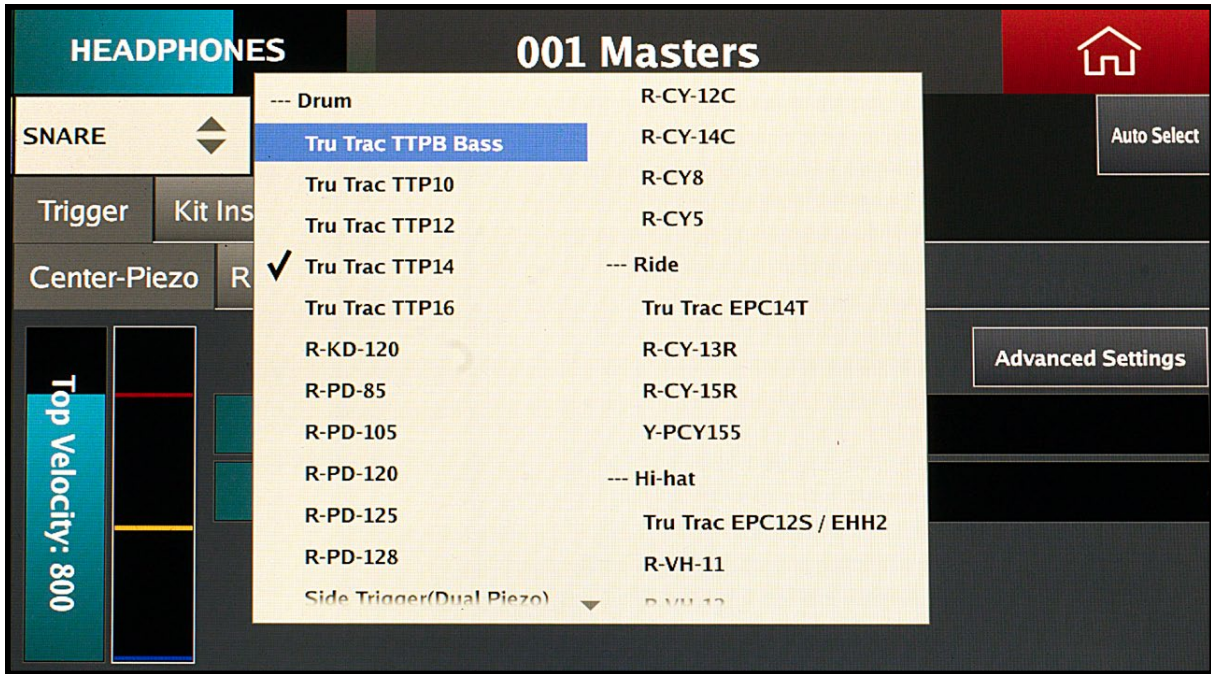 HEADPHONES
001 Masters
SNARE
Auto Select
Trigger
Kit Ins
Center-Piezo
R
Advanced Settings
Top Velocity: 800
--- Drum
Tru Trac TTPB Bass
Tru Trac TTP10
Tru Trac TTP12
✓ Tru Trac TTP14
Tru Trac TTP16
R-KD-120
R-PD-85
R-PD-105
R-PD-120
R-PD-125
R-PD-128
Side Trigger(Dual Piezo)
R-CY-12C
R-CY-14C
R-CY8
R-CY5
--- Ride
Tru Trac EPC14T
R-CY-13R
R-CY-15R
Y-PCY155
--- Hi-hat
Tru Trac EPC12S / EHH2
R-VH-11